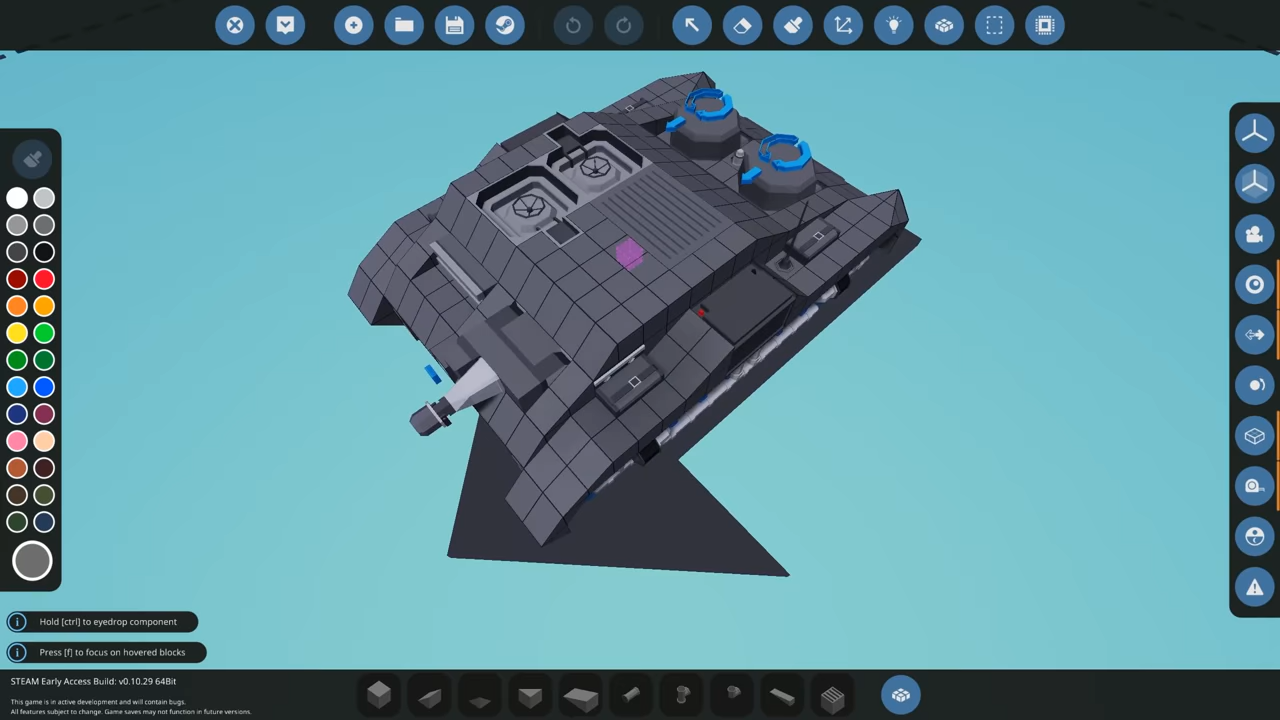 Hold [ctrl] to eyedrop component
Press [f] to focus on hovered blocks
STEAM Early Access Build: v0.10.29 64Bit
This game is in active development and will contain bugs.
All features subject to change. Game saves may not function in future versions.